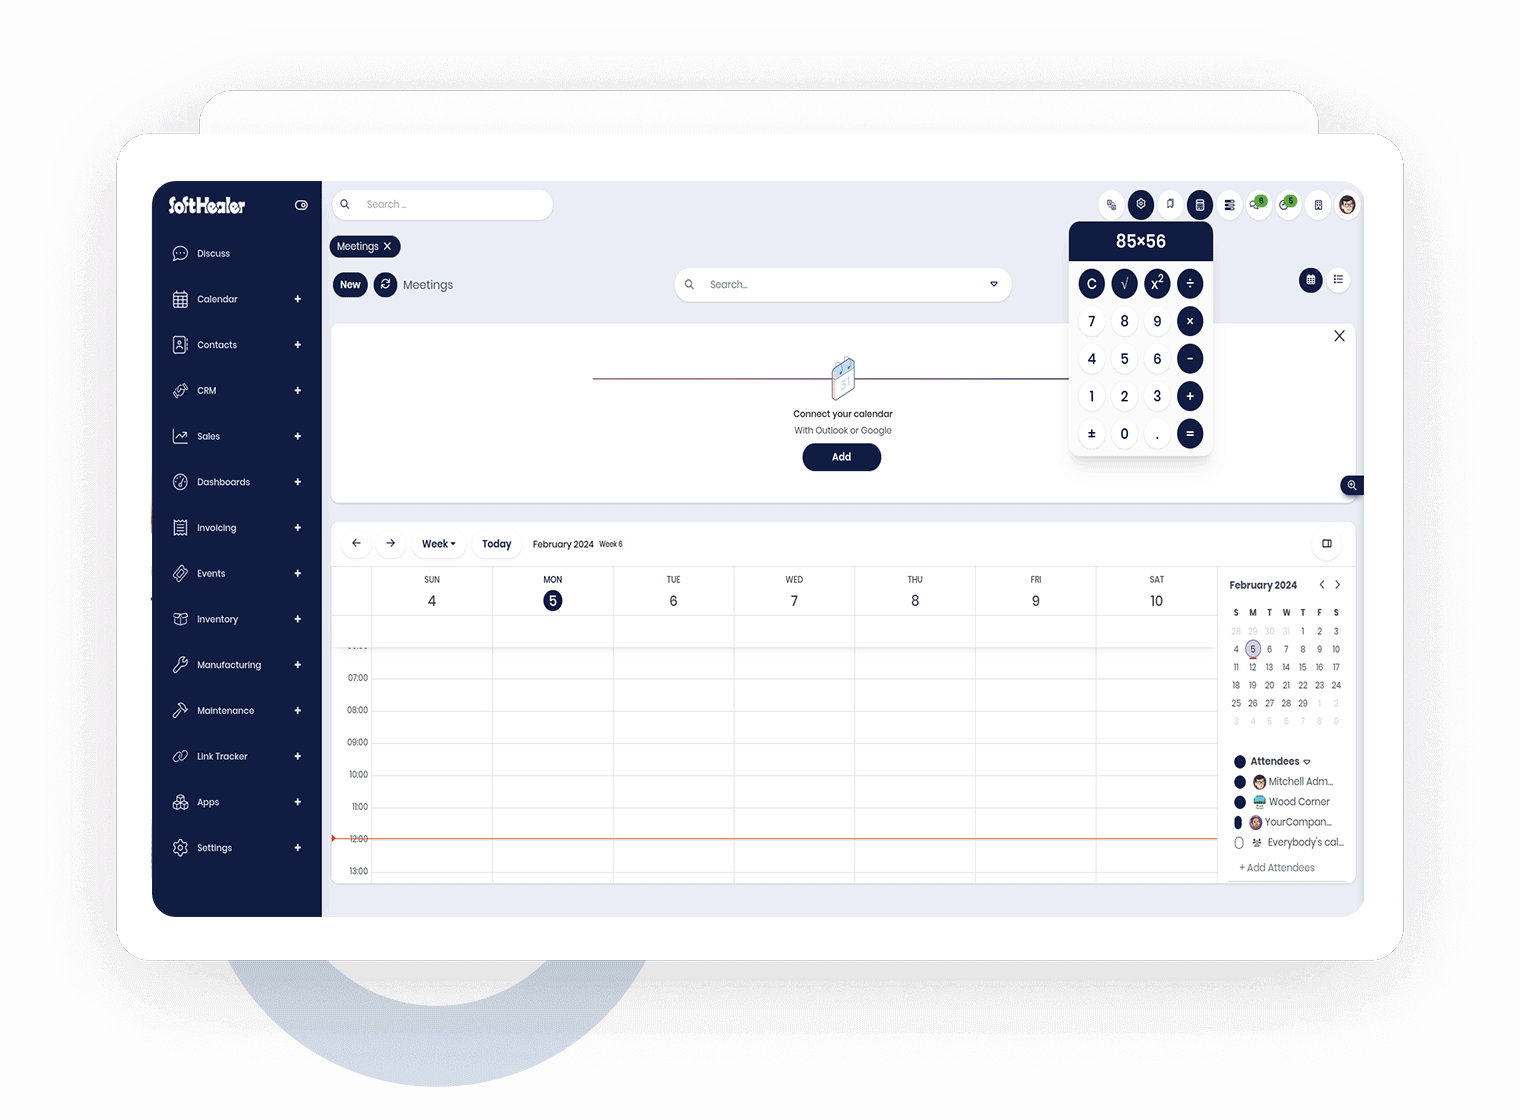 SoftHealer
Search ...
6
5
Meetings ✕
85×56
New
Meetings
Search...
C √ x² ÷
7 8 9 ×
4 5 6 -
1 2 3 +
± 0 . =
Discuss
Calendar +
Contacts +
CRM +
Sales +
Dashboards +
Invoicing +
Events +
Inventory +
Manufacturing +
Maintenance +
Link Tracker +
Apps +
Settings +
31
Connect your calendar
With Outlook or Google
Add
Week
Today
February 2024 Week 6
SUN MON TUE WED THU FRI SAT
4 5 6 7 8 9 10
07:00
08:00
09:00
10:00
11:00
12:00
13:00
February 2024
S M T W T F S
28 29 30 31 1 2 3
4 5 6 7 8 9 10
11 12 13 14 15 16 17
18 19 20 21 22 23 24
25 26 27 28 29 1 2
3 4 5 6 7 8 9
Attendees
Mitchell Adm...
Wood Corner
YourCompan...
Everybody's cal...
+ Add Attendees